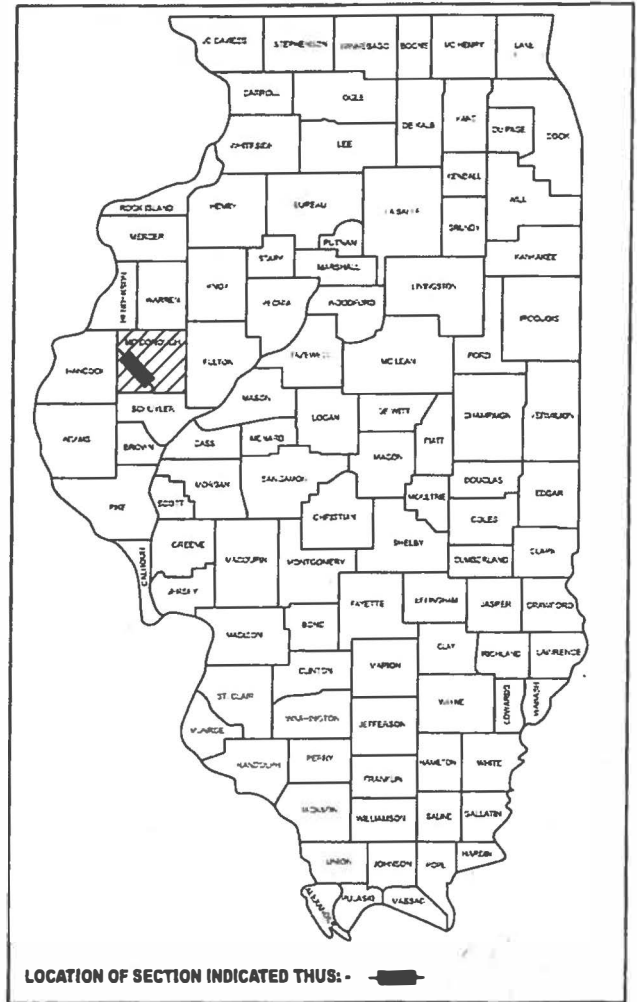 JO DAVIESS STEPHENSON WINNEBAGO BOONE MC HENRY LAKE
CARROLL OGLE
DE KALB KANE DU PAGE COOK
WHITESIDE LEE
KENDALL
ROCK ISLAND HENRY BUREAU LA SALLE GRUNDY WILL
MERCER PUTNAM
STARK MARSHALL KANKAKEE
HENDERSON WARREN KNOX PEORIA WOODFORD LIVINGSTON IROQUOIS
MC DONOUGH
HANCOCK FULTON TAZEWELL MC LEAN FORD
MASON
SCHUYLER LOGAN DE WITT CHAMPAIGN VERMILION
ADAMS BROWN CASS MENARD PIATT
MACON
MORGAN SANGAMON DOUGLAS
PIKE SCOTT MOULTRIE EDGAR
CHRISTIAN COLES
CALHOUN GREENE MACOUPIN MONTGOMERY SHELBY CUMBERLAND CLARK
JERSEY FAYETTE EFFINGHAM JASPER CRAWFORD
MADISON BOND
CLAY RICHLAND LAWRENCE
CLINTON MARION
ST. CLAIR WAYNE EDWARDS WABASH
MONROE WASHINGTON JEFFERSON
RANDOLPH PERRY HAMILTON WHITE
FRANKLIN
JACKSON WILLIAMSON SALINE GALLATIN
UNION JOHNSON POPE HARDIN
ALEXANDER PULASKI MASSAC
LOCATION OF SECTION INDICATED THUS: -